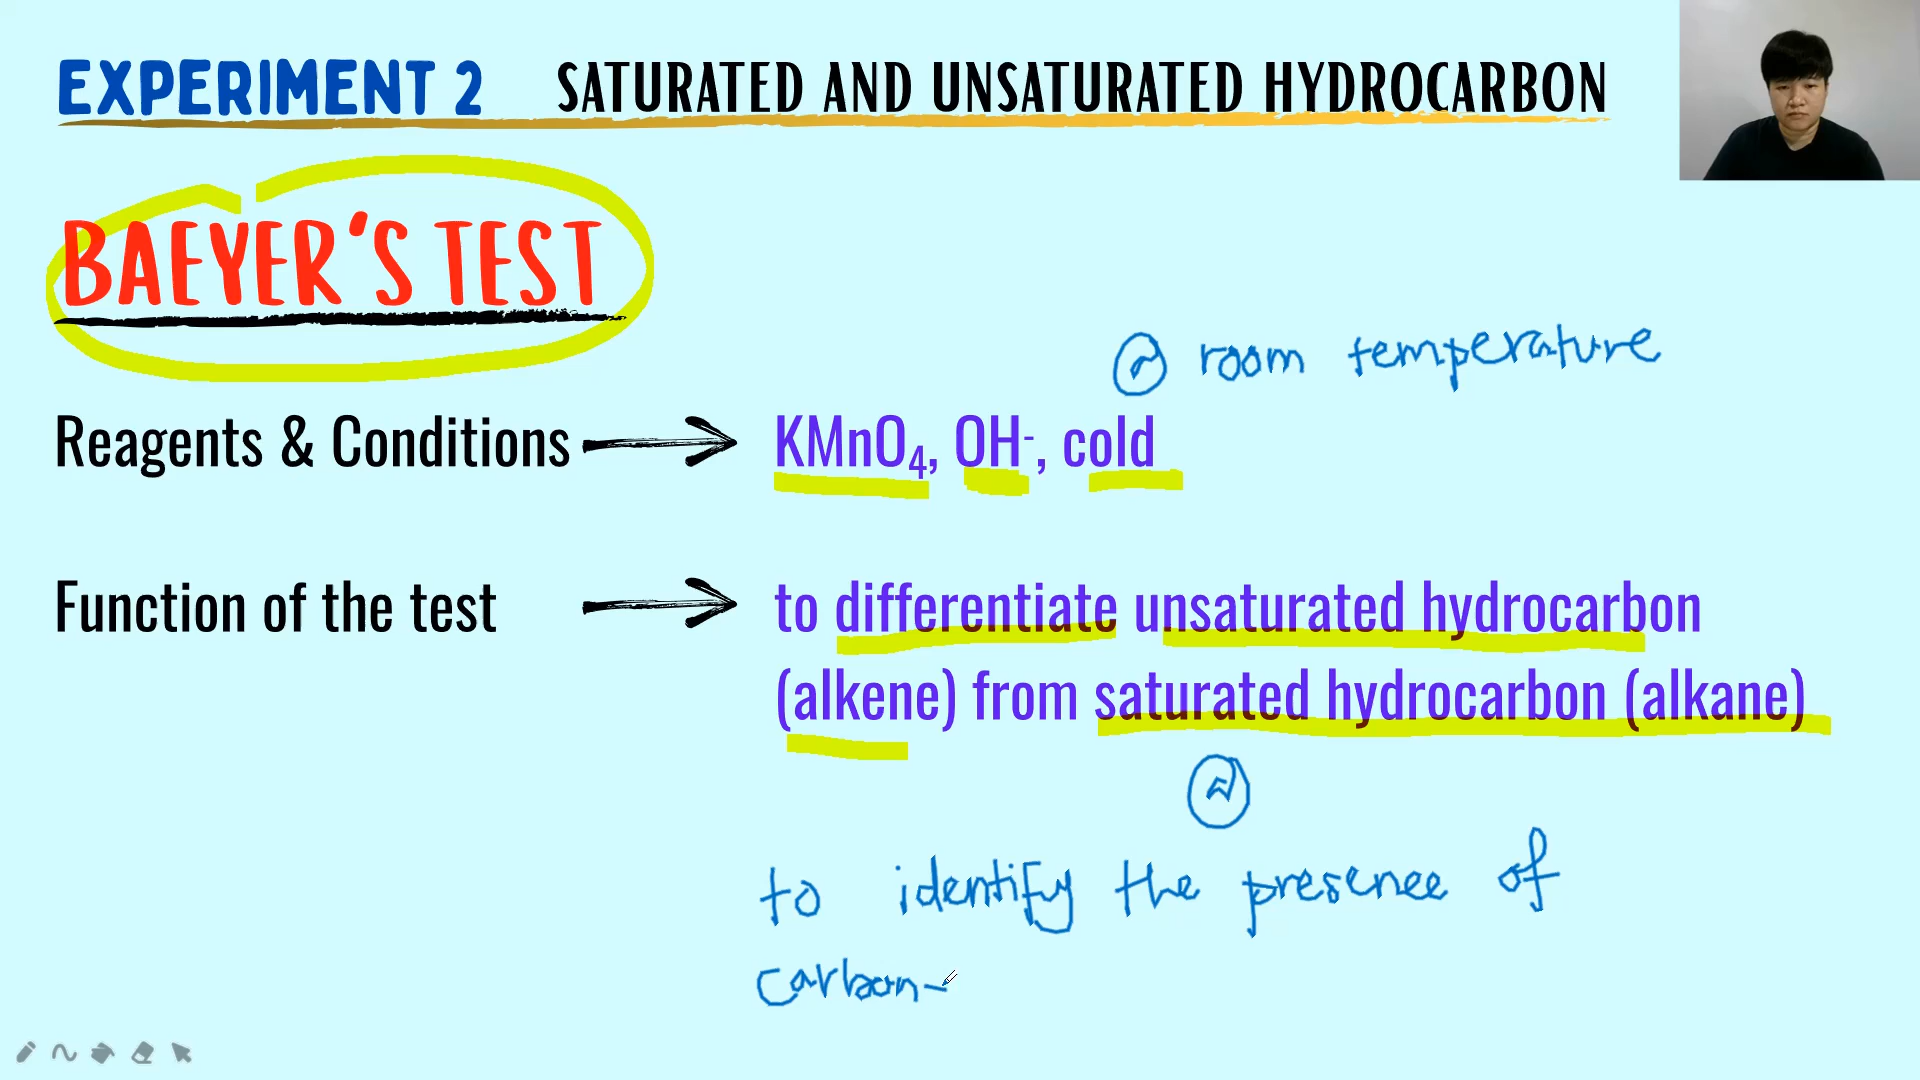 EXPERIMENT 2 SATURATED AND UNSATURATED HYDROCARBON
BAEYER'S TEST
@ room temperature
Reagents & Conditions KMnO₄, OH⁻, cold
Function of the test to differentiate unsaturated hydrocarbon
(alkene) from saturated hydrocarbon (alkane)
@
to identify the presence of
carbon-